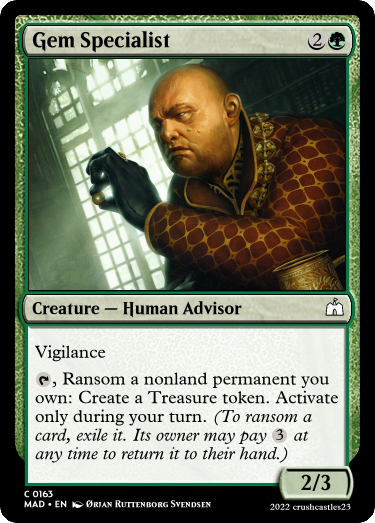 Gem Specialist 2
Creature — Human Advisor
Vigilance
, Ransom a nonland permanent you
own: Create a Treasure token. Activate
only during your turn. (To ransom a
card, exile it. Its owner may pay 3 at
any time to return it to their hand.)
2/3
C 0163
MAD • EN ØRJAN RUTTENBORG SVENDSEN
2022 crushcastles23